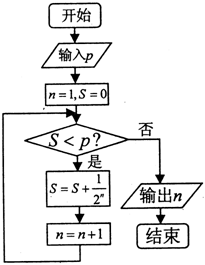 开始
输入p
n=1,S=0
S<p?
否
是
S=S+1/2ⁿ
输出n
n=n+1
结束